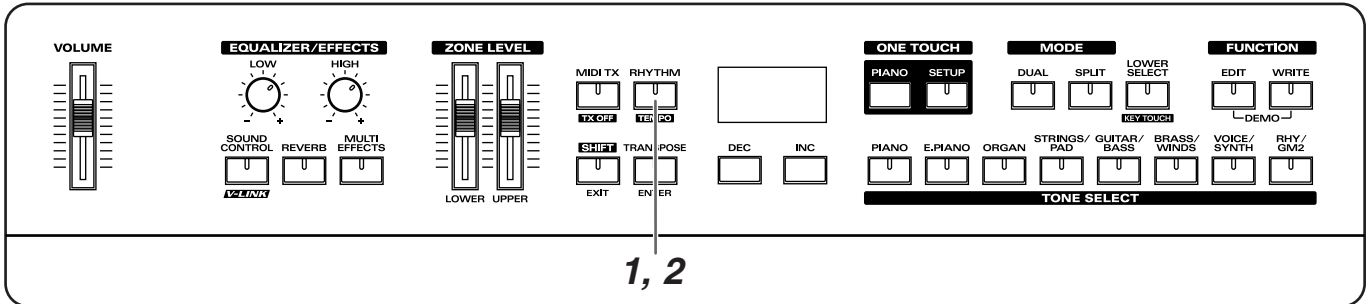 VOLUME
EQUALIZER/EFFECTS
LOW
HIGH
- +
- +
SOUND
CONTROL
REVERB
MULTI
EFFECTS
V-LINK
ZONE LEVEL
LOWER
UPPER
MIDI TX
RHYTHM
TX OFF
TEMPO
SHIFT
TRANSPOSE
EXIT
ENTER
DEC
INC
ONE TOUCH
PIANO
SETUP
MODE
DUAL
SPLIT
LOWER
SELECT
KEY TOUCH
FUNCTION
EDIT
WRITE
DEMO
PIANO
E.PIANO
ORGAN
STRINGS/
PAD
GUITAR/
BASS
BRASS/
WINDS
VOICE/
SYNTH
RHY/
GM2
TONE SELECT
1, 2